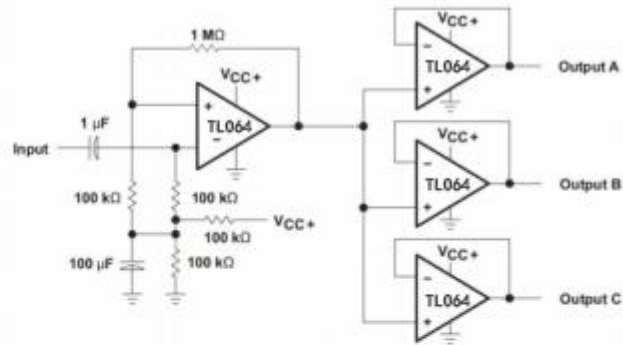 1 MΩ
VCC+
+
TL064
−
1 µF
Input
100 kΩ
100 kΩ
100 kΩ
VCC+
100 µF
100 kΩ
VCC+
−
TL064
+
Output A
VCC+
−
TL064
+
Output B
VCC+
−
TL064
+
Output C